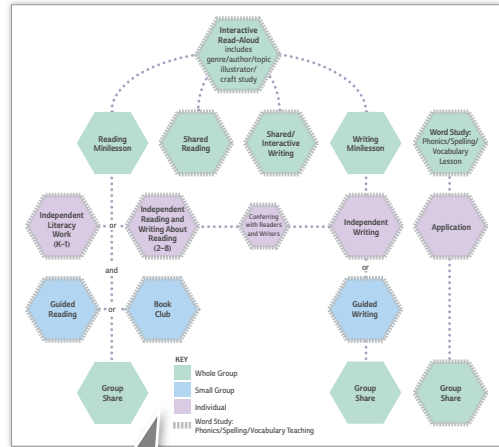 Interactive
Read-Aloud
includes
genre/author/topic
illustrator/
craft study
Reading
Minilesson
Shared
Reading
Shared/
Interactive
Writing
Writing
Minilesson
Word Study:
Phonics/Spelling/
Vocabulary
Lesson
Independent
Literacy
Work
(K–1)
or
Independent
Reading and
Writing About
Reading
(2–8)
Conferring
with Readers
and Writers
Independent
Writing
Application
and
or
Guided
Reading
or
Book
Club
Guided
Writing
Group
Share
KEY
Whole Group
Small Group
Individual
Word Study:
Phonics/Spelling/Vocabulary Teaching
Group
Share
Group
Share